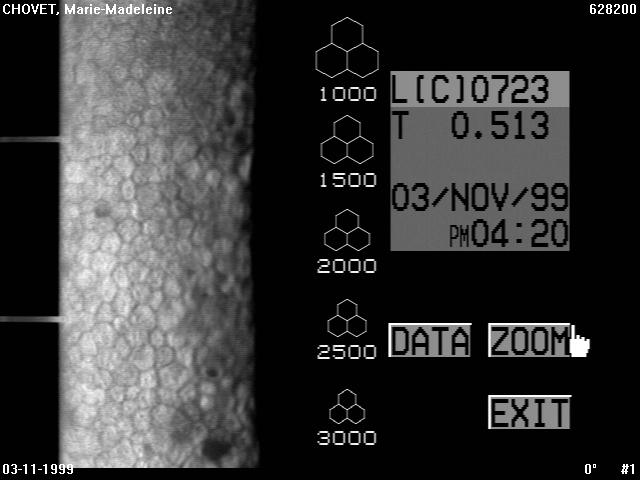 CHOVET, Marie-Madeleine
628200
1000
1500
2000
2500
3000
L[C]0723
T 0.513
03/NOV/99
PM04:20
DATA
ZOOM
EXIT
03-11-1999
0° #1